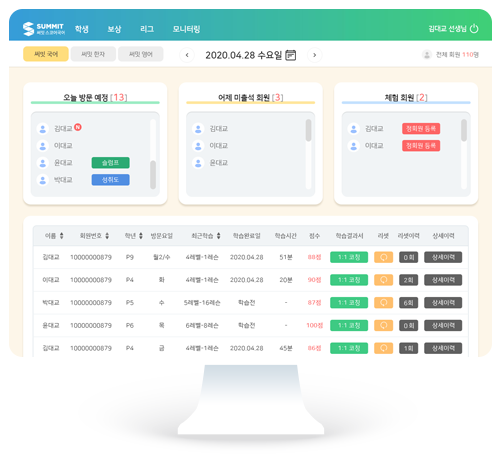 SUMMIT 학생 보상 리그 모니터링 김대교 선생님
써밋 스코어국어
써밋 국어 써밋 한자 써밋 영어 2020.04.28 수요일 전체 회원 110명
오늘 방문 예정 [13] 어제 미출석 회원 [3] 체험 회원 [2]
김대교 N 김대교 김대교 정회원 등록
이대교 이대교 이대교 정회원 등록
윤대교 슬럼프 윤대교
박대교 성취도
이름 회원번호 학년 방문요일 최근학습 학습완료일 학습시간 점수 학습결과서 리셋 리셋이력 상세이력
김대교 10000000879 P9 월2/수 4레벨-1레슨 2020.04.28 51분 88점 1:1 코칭 0회 상세이력
이대교 10000000879 P4 화 4레벨-1레슨 2020.04.28 20분 90점 1:1 코칭 2회 상세이력
박대교 10000000879 P5 수 5레벨-16레슨 학습전 - 87점 1:1 코칭 6회 상세이력
윤대교 10000000879 P6 목 6레벨-8레슨 학습전 - 100점 1:1 코칭 0회 상세이력
김대교 10000000879 P4 금 4레벨-1레슨 2020.04.28 45분 86점 1:1 코칭 1회 상세이력